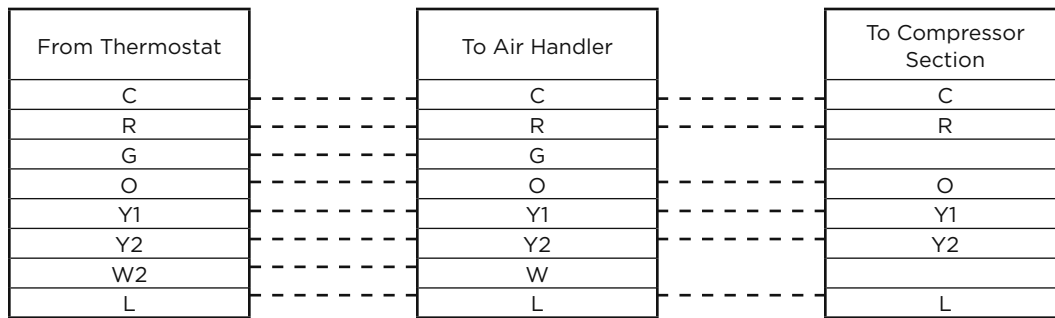 From Thermostat
To Air Handler
To Compressor
Section
C
C
C
R
R
R
G
G
O
O
O
Y1
Y1
Y1
Y2
Y2
Y2
W2
W
L
L
L